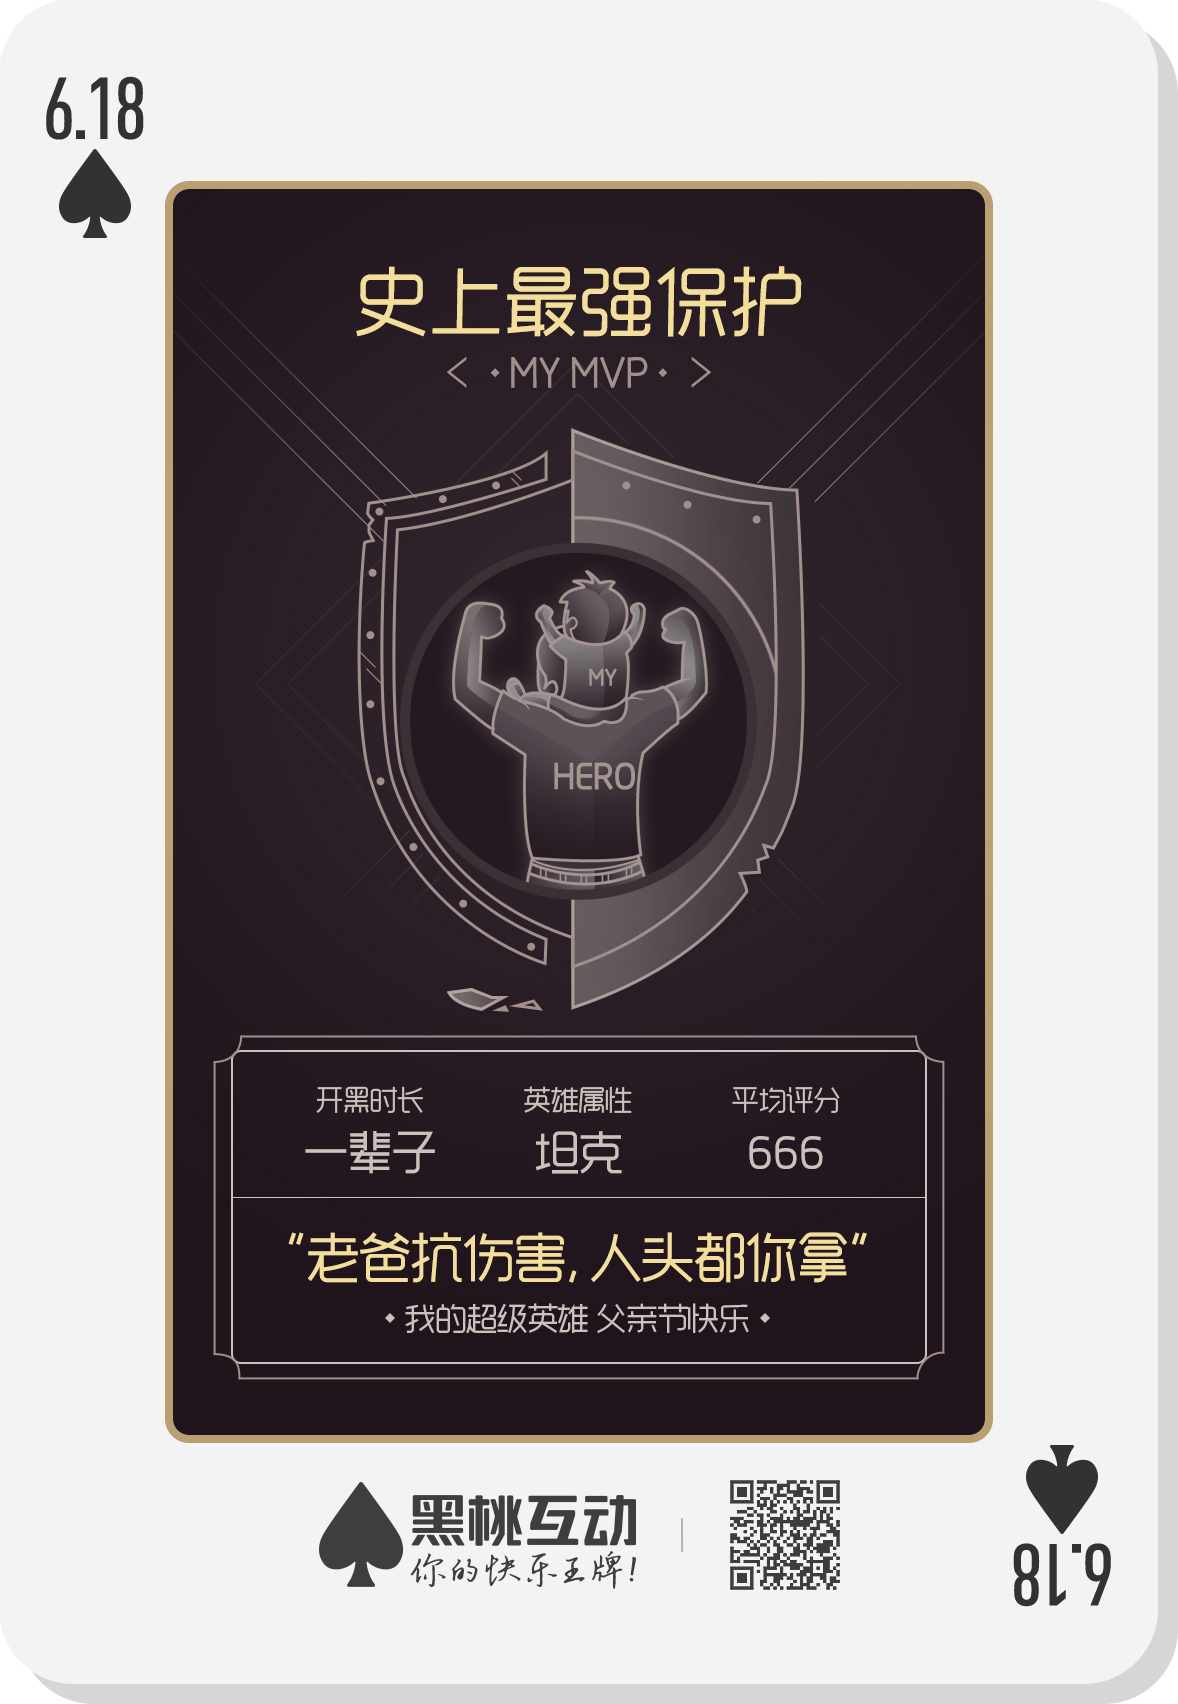 6.18
史上最强保护
< · MY MVP · >
MY
HERO
开黑时长 英雄属性 平均评分
一辈子 坦克 666
“老爸抗伤害, 人头都你拿”
· 我的超级英雄 父亲节快乐 ·
黑桃互动
你的快乐王牌!
6.18